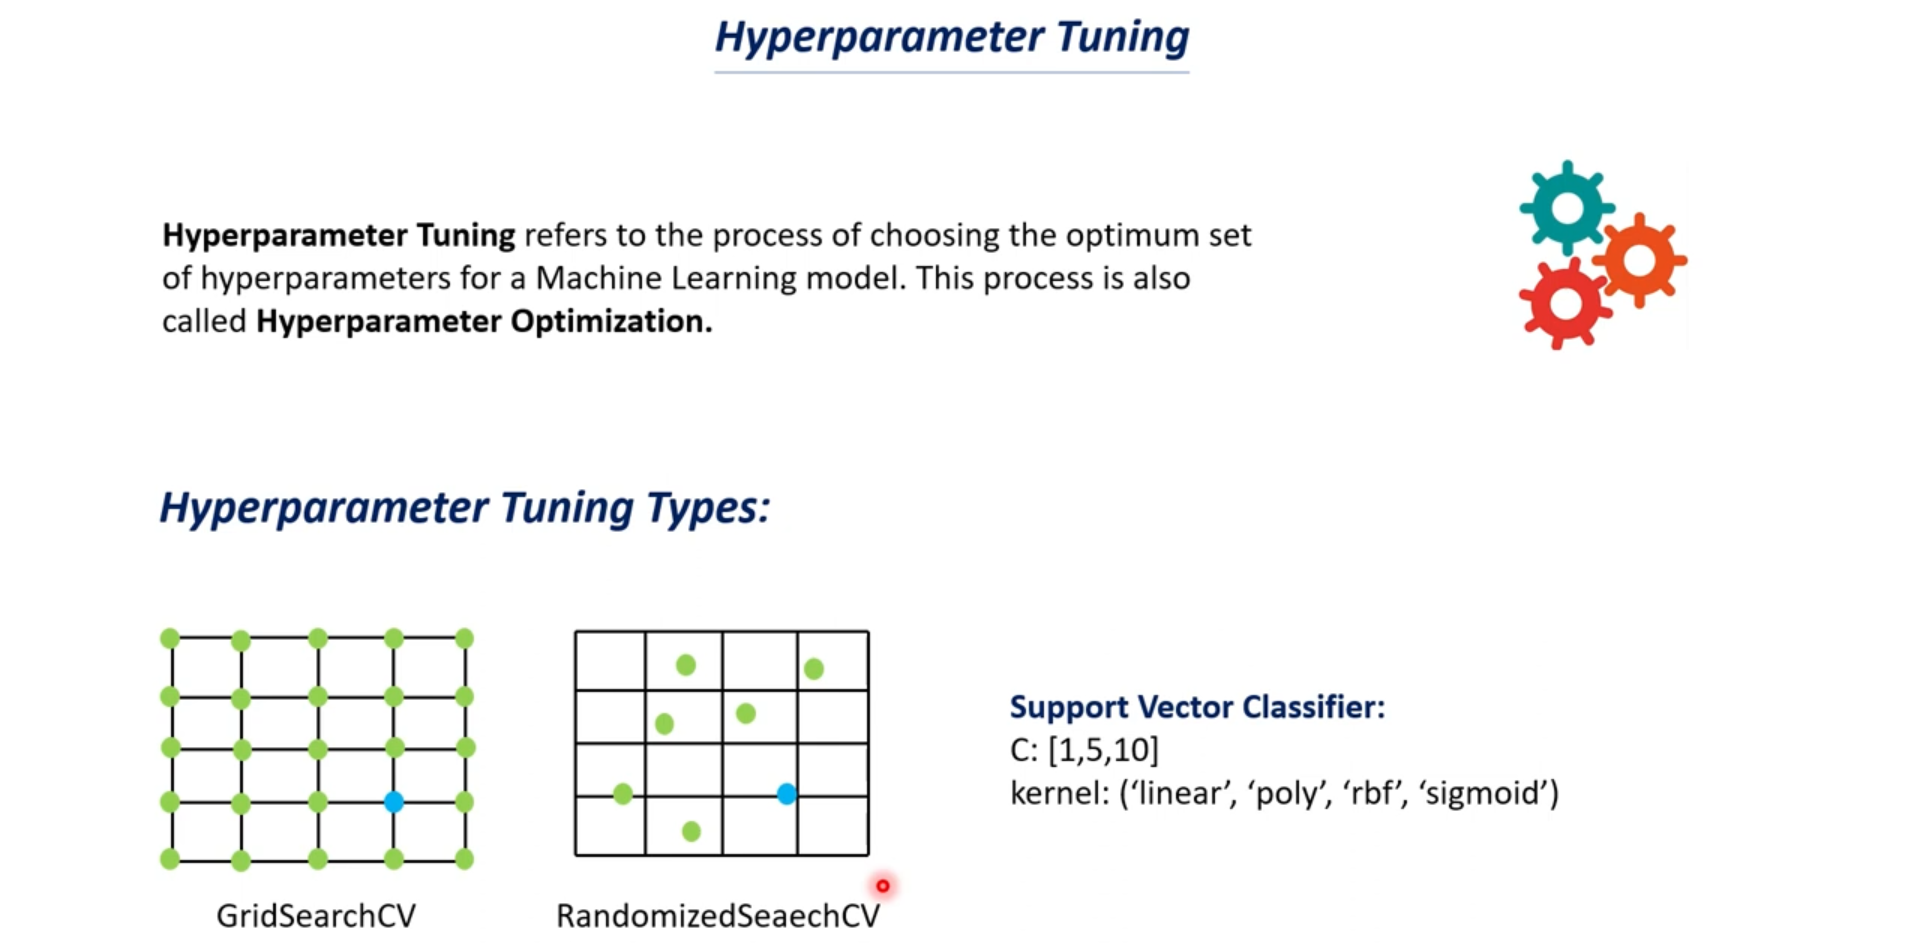 Hyperparameter Tuning
Hyperparameter Tuning refers to the process of choosing the optimum set
of hyperparameters for a Machine Learning model. This process is also
called Hyperparameter Optimization.
Hyperparameter Tuning Types:
Support Vector Classifier:
C: [1,5,10]
kernel: (‘linear’, ‘poly’, ‘rbf’, ‘sigmoid’)
GridSearchCV
RandomizedSeaechCV